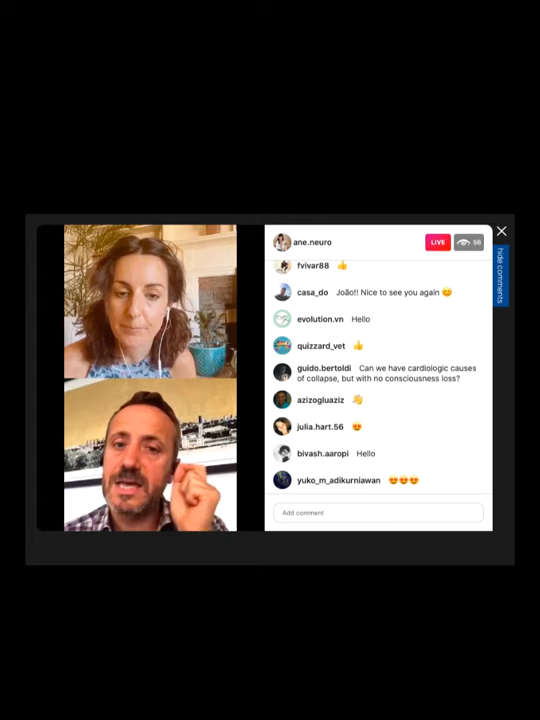 ane.neuro
LIVE
56
hide comments
fvivar88 👍
casa_do João!! Nice to see you again 😊
evolution.vn Hello
quizzard_vet 👍
guido.bertoldi Can we have cardiologic causes
of collapse, but with no consciousness loss?
azizogluaziz 👋
julia.hart.56 😍
bivash.aaropi Hello
yuko_m_adikurniawan 😍😍😍
Add comment